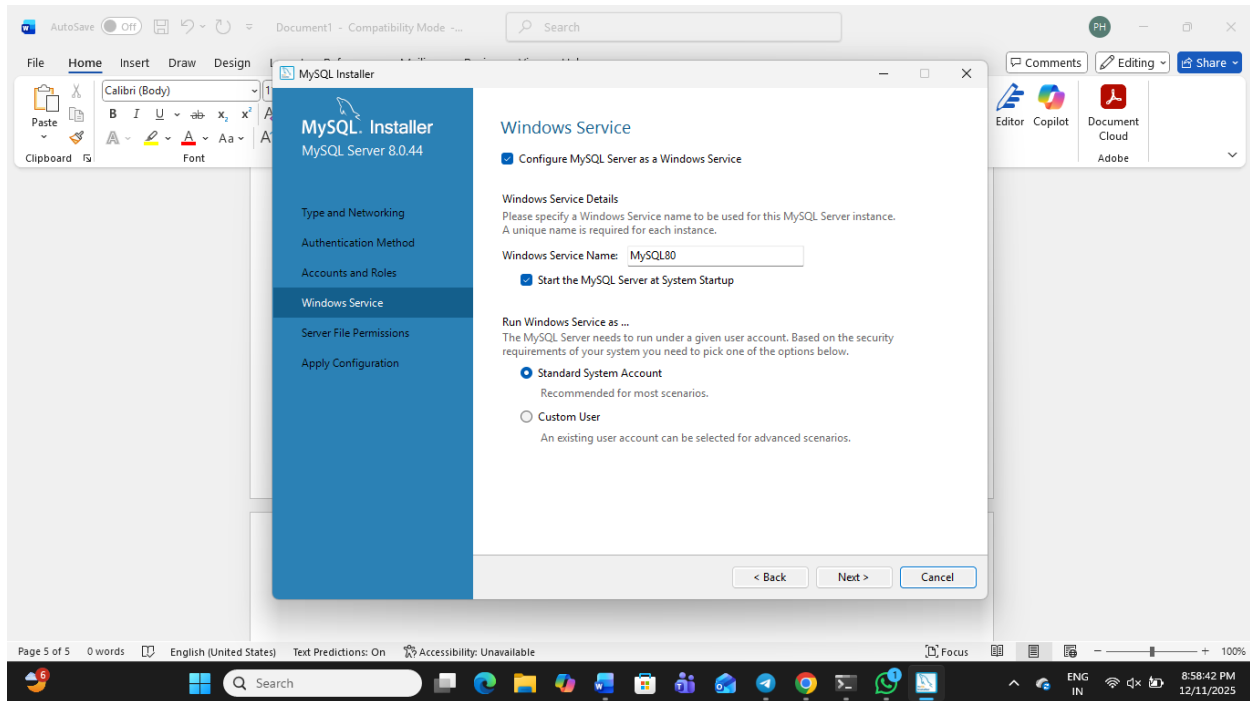 AutoSave Off Document1 - Compatibility Mode -... Search PH
File Home Insert Draw Design
Comments Editing Share
Paste
Clipboard
Calibri (Body)
B I U ab x₂ x² A
A A Aa A
Font
Editor Copilot Document Cloud
Adobe
MySQL Installer
MySQL. Installer
MySQL Server 8.0.44
Type and Networking
Authentication Method
Accounts and Roles
Windows Service
Server File Permissions
Apply Configuration
Windows Service
Configure MySQL Server as a Windows Service
Windows Service Details
Please specify a Windows Service name to be used for this MySQL Server instance.
A unique name is required for each instance.
Windows Service Name: MySQL80
Start the MySQL Server at System Startup
Run Windows Service as ...
The MySQL Server needs to run under a given user account. Based on the security
requirements of your system you need to pick one of the options below.
Standard System Account
Recommended for most scenarios.
Custom User
An existing user account can be selected for advanced scenarios.
< Back Next > Cancel
Page 5 of 5 0 words English (United States) Text Predictions: On Accessibility: Unavailable Focus 100%
6 Search 1 ENG
IN
8:58:42 PM
12/11/2025